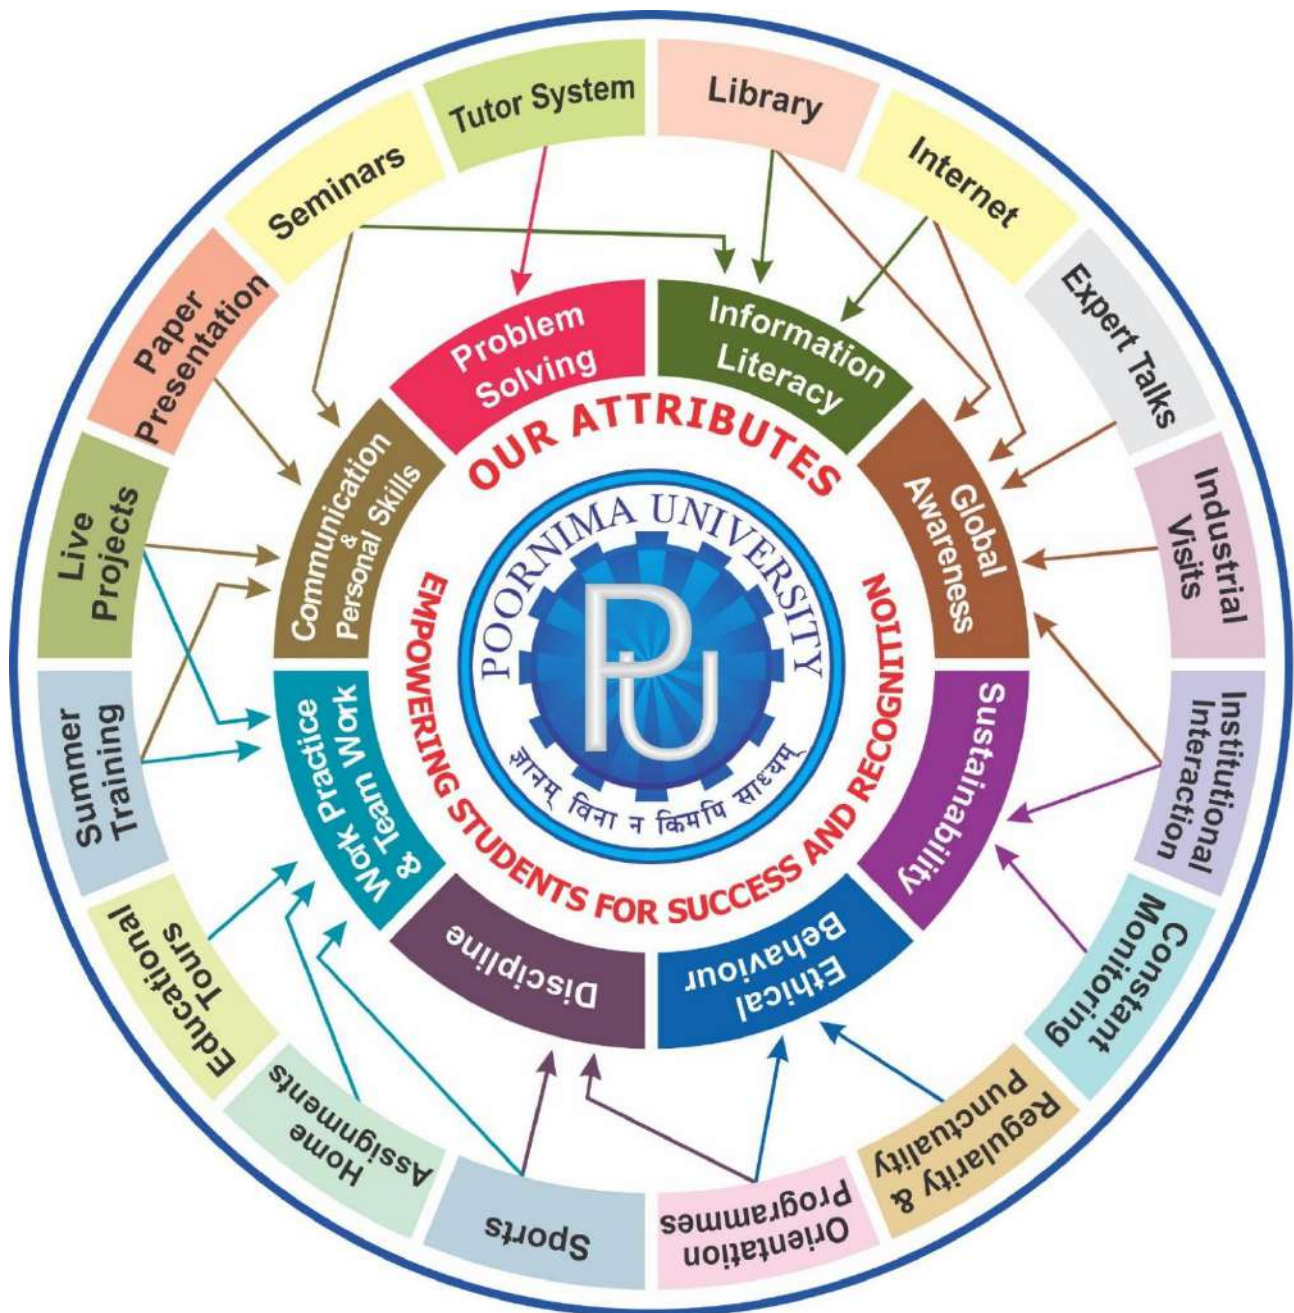 Tutor System
Library
Internet
Expert Talks
Industrial
Visits
Institutional
Interaction
Constant
Monitoring
Regularity &
Punctuality
Orientation
Programmes
Sports
Home
Assignments
Educational
Tours
Summer
Training
Live
Projects
Paper
Presentation
Seminars
Problem
Solving
Information
Literacy
Global
Awareness
Sustainability
Ethical
Behaviour
Discipline
Work Practice
& Team Work
Communication
&
Personal Skills
OUR ATTRIBUTES
EMPOWERING STUDENTS FOR SUCCESS AND RECOGNITION
POORNIMA UNIVERSITY
PU
ज्ञानम् विना न किमपि साध्यम्